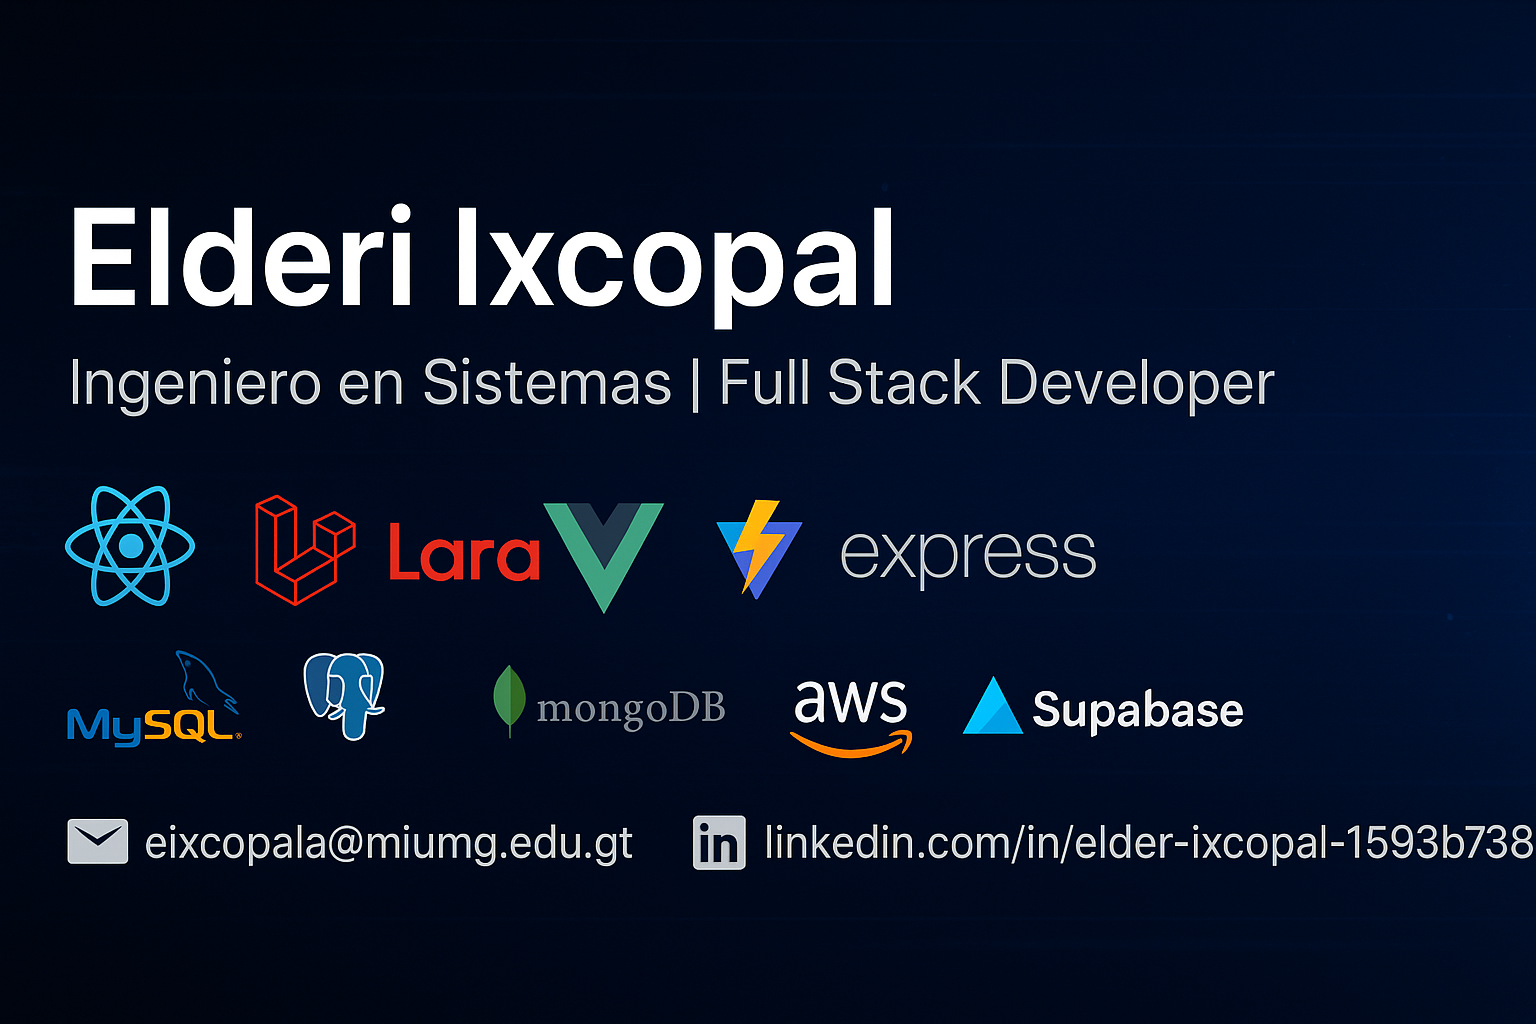 Elderi Ixcopal
Ingeniero en Sistemas | Full Stack Developer
Lara express
MySQL® mongoDB aws Supabase
eixcopala@miumg.edu.gt in linkedin.com/in/elder-ixcopal-1593b738